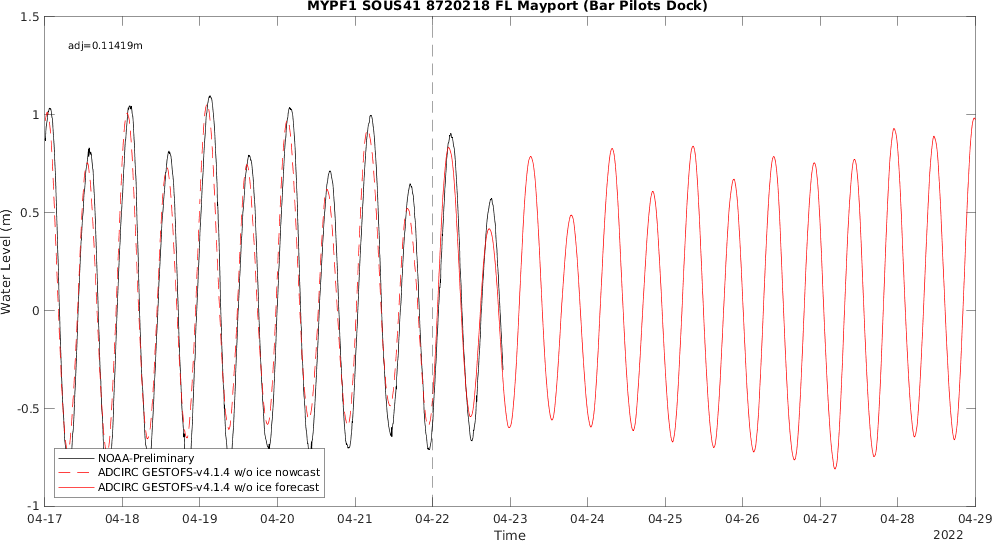 MYPF1 SOUS41 8720218 FL Mayport (Bar Pilots Dock)
adj=0.11419m
Water Level (m)
1.5
1
0.5
0
-0.5
-1
NOAA-Preliminary
ADCIRC GESTOFS-v4.1.4 w/o ice nowcast
ADCIRC GESTOFS-v4.1.4 w/o ice forecast
04-17 04-18 04-19 04-20 04-21 04-22 04-23 04-24 04-25 04-26 04-27 04-28 04-29
Time
2022